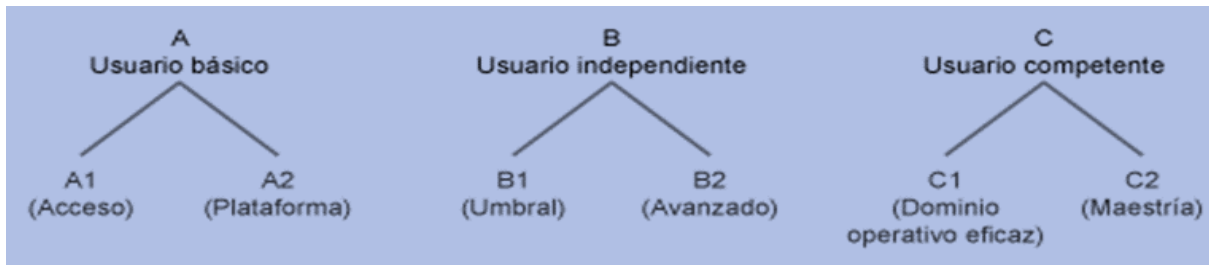 A
Usuario básico
B
Usuario independiente
C
Usuario competente
A1
(Acceso)
A2
(Plataforma)
B1
(Umbral)
B2
(Avanzado)
C1
(Dominio
operativo eficaz)
C2
(Maestría)